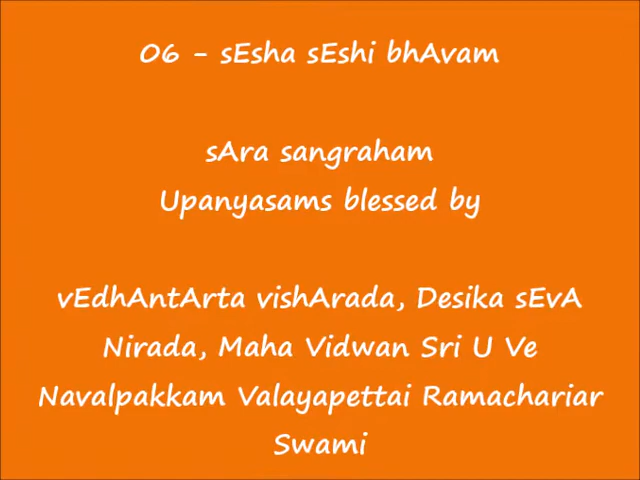 06 - sEsha sEshi bhAvam
sAra sangraham
Upanyasams blessed by
vEdhAntArta vishArada, Desika sEvA
Nirada, Maha Vidwan Sri U Ve
Navalpakkam Valayapettai Ramachariar
Swami